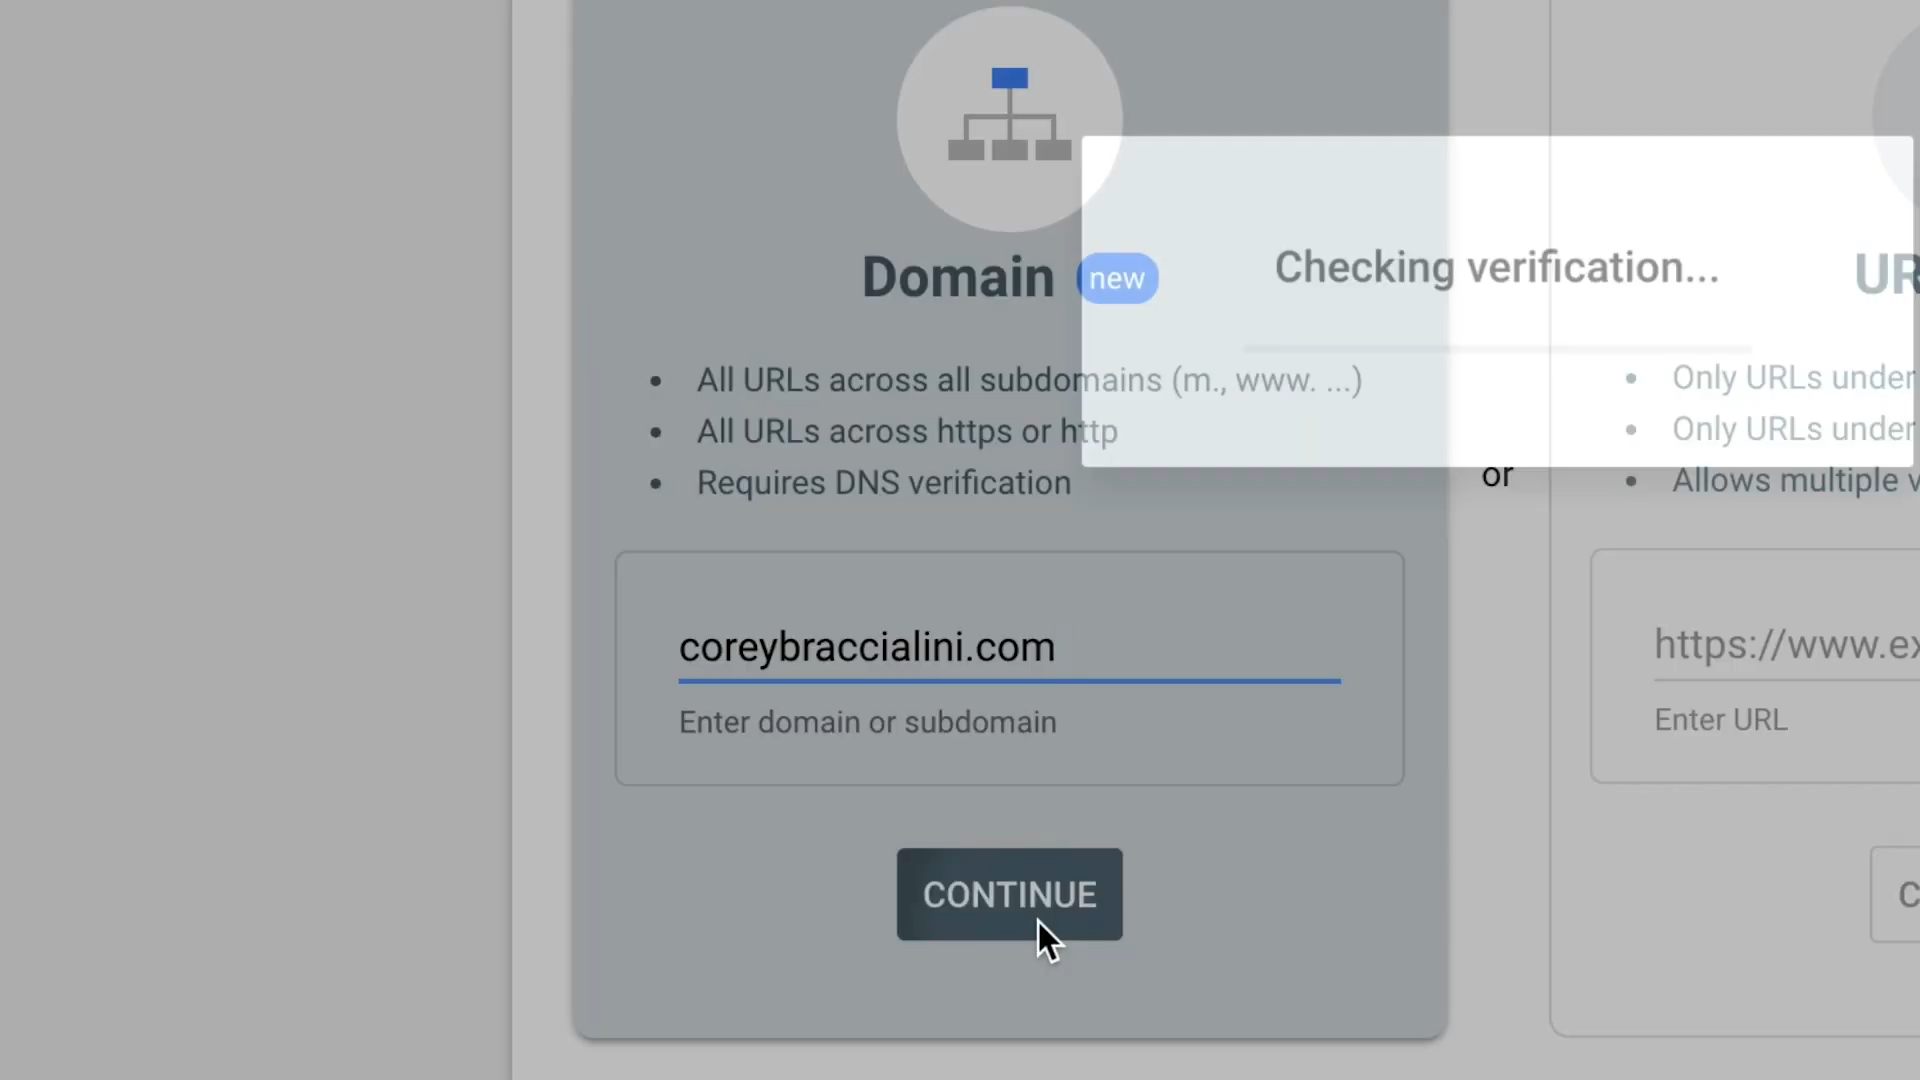 Domain new
All URLs across all subdomains (m., www. ...)
All URLs across https or http
Requires DNS verification
coreybraccialini.com
Enter domain or subdomain
CONTINUE
Checking verification...
or
UR
Only URLs under
Only URLs under
Allows multiple v
https://www.ex
Enter URL
C